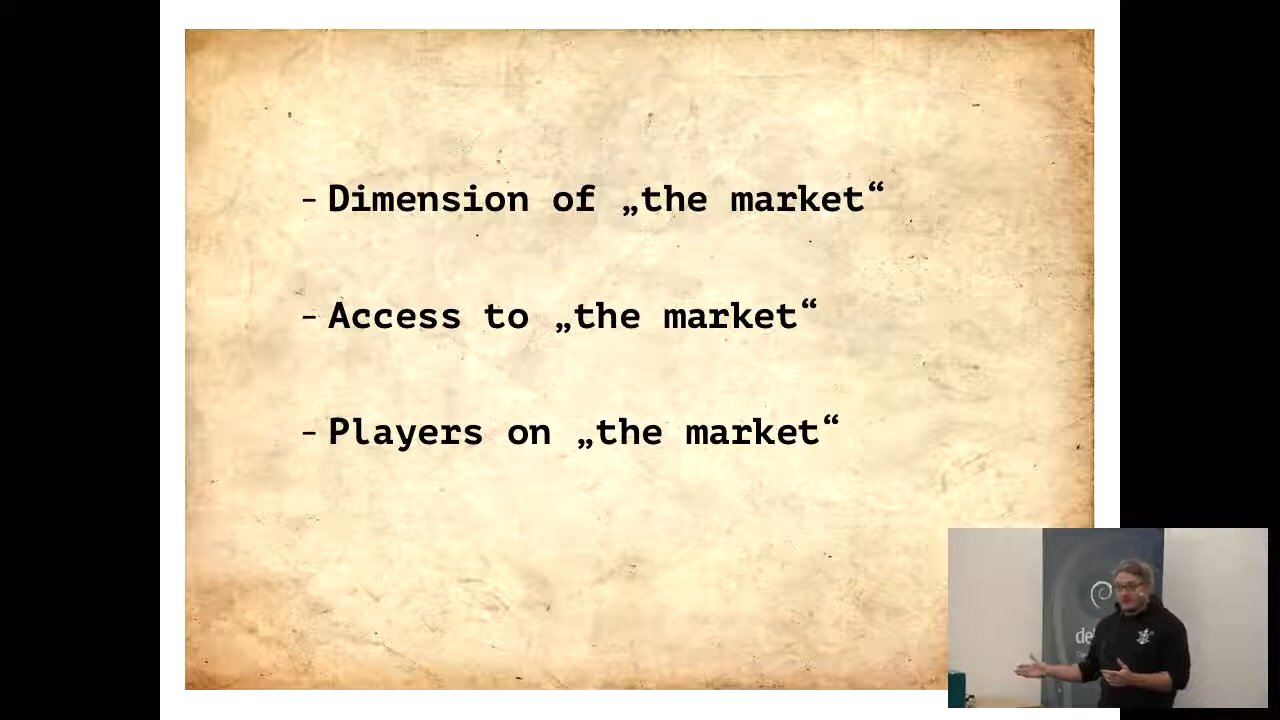 - Dimension of „the market“
- Access to „the market“
- Players on „the market“